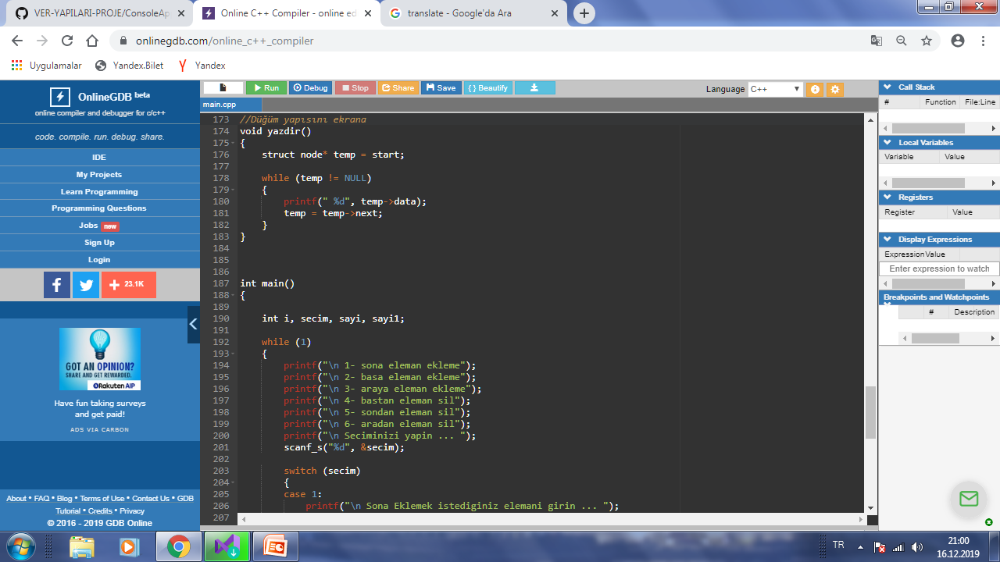 VER-YAPILARI-PROJE/ConsoleAp
Online C++ Compiler - online ed
translate - Google'da Ara
onlinegdb.com/online_c++_compiler
Uygulamalar
Yandex.Bilet
Yandex
OnlineGDB beta
online compiler and debugger for c/c++
code. compile. run. debug. share.
IDE
My Projects
Learn Programming
Programming Questions
Jobs new
Sign Up
Login
23.1K
GOT AN OPINION?
SHARE AND GET REWARDED.
Rakuten AIP
Have fun taking surveys
and get paid!
ADS VIA CARBON
About • FAQ • Blog • Terms of Use • Contact Us • GDB
Tutorial • Credits • Privacy
© 2016 - 2019 GDB Online
Run Debug Stop Share Save { } Beautify
Language C++
main.cpp
173 //Düğüm yapısını ekrana
174 void yazdir()
175 {
176 struct node* temp = start;
177
178 while (temp != NULL)
179 {
180 printf(" %d", temp->data);
181 temp = temp->next;
182 }
183 }
184
185
186
187 int main()
188 {
189
190 int i, secim, sayi, sayi1;
191
192 while (1)
193 {
194 printf("\n 1- sona eleman ekleme");
195 printf("\n 2- basa eleman ekleme");
196 printf("\n 3- araya eleman ekleme");
197 printf("\n 4- bastan eleman sil");
198 printf("\n 5- sondan eleman sil");
199 printf("\n 6- aradan eleman sil");
200 printf("\n Seciminizi yapin ... ");
201 scanf_s("%d", &secim);
202
203 switch (secim)
204 {
205 case 1:
206 printf("\n Sona Eklemek istediginiz elemani girin ... ");
207
Call Stack
# Function File:Line
Local Variables
Variable Value
Registers
Register Value
Display Expressions
Expression Value
Enter expression to watch
Breakpoints and Watchpoints
# Description
TR
21:00
16.12.2019